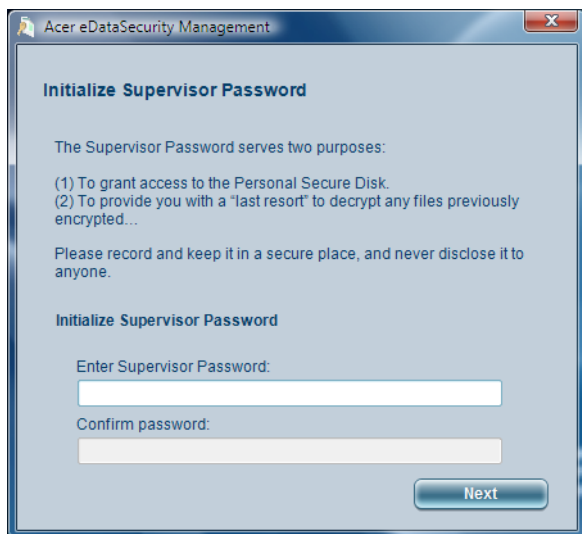 Acer eDataSecurity Management
Initialize Supervisor Password
The Supervisor Password serves two purposes:
(1) To grant access to the Personal Secure Disk.
(2) To provide you with a “last resort” to decrypt any files previously
encrypted...
Please record and keep it in a secure place, and never disclose it to
anyone.
Initialize Supervisor Password
Enter Supervisor Password:
Confirm password:
Next